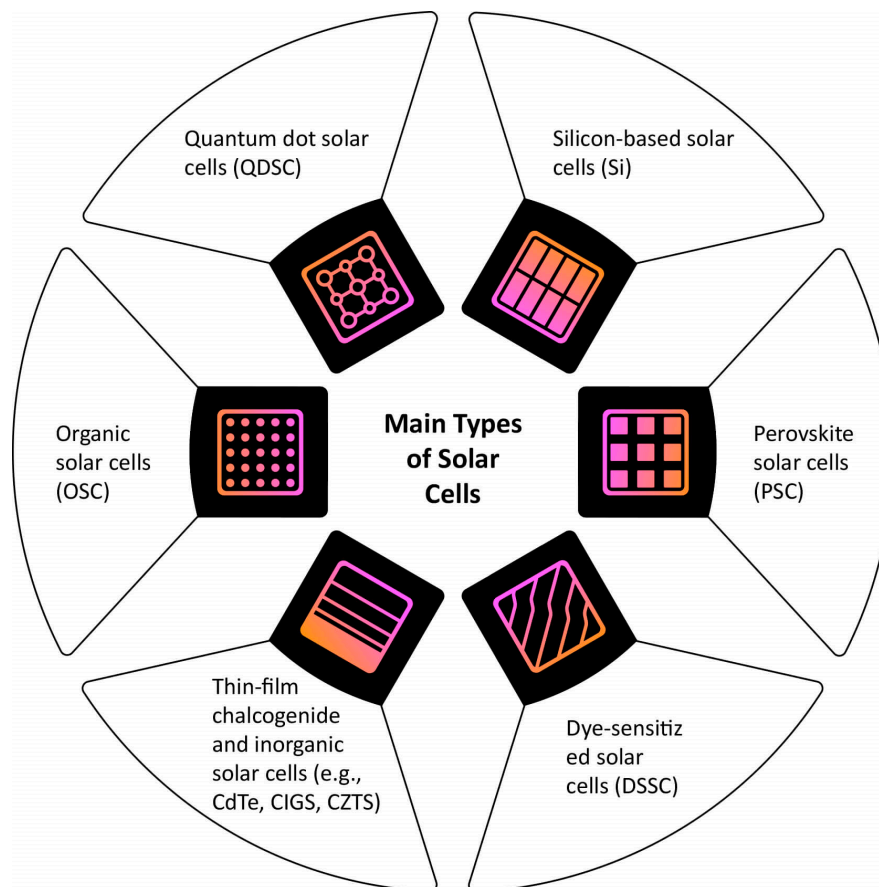 Quantum dot solar
cells (QDSC)
Silicon-based solar
cells (Si)
Organic
solar cells
(OSC)
Main Types
of Solar
Cells
Perovskite
solar cells
(PSC)
Thin-film
chalcogenide
and inorganic
solar cells (e.g.,
CdTe, CIGS, CZTS)
Dye-sensitiz
ed solar
cells (DSSC)